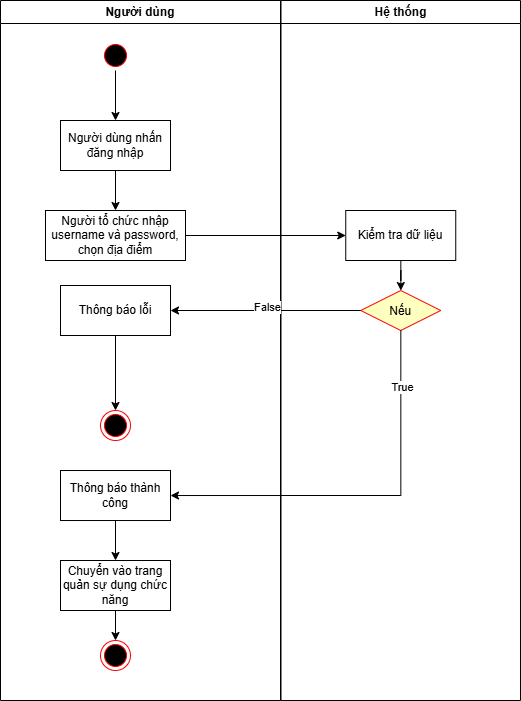 Người dùng
Hệ thống
Người dùng nhấn
đăng nhập
Người tổ chức nhập
username và password,
chọn địa điểm
Kiểm tra dữ liệu
Thông báo lỗi
False
Nếu
True
Thông báo thành
công
Chuyển vào trang
quản sự dụng chức
năng